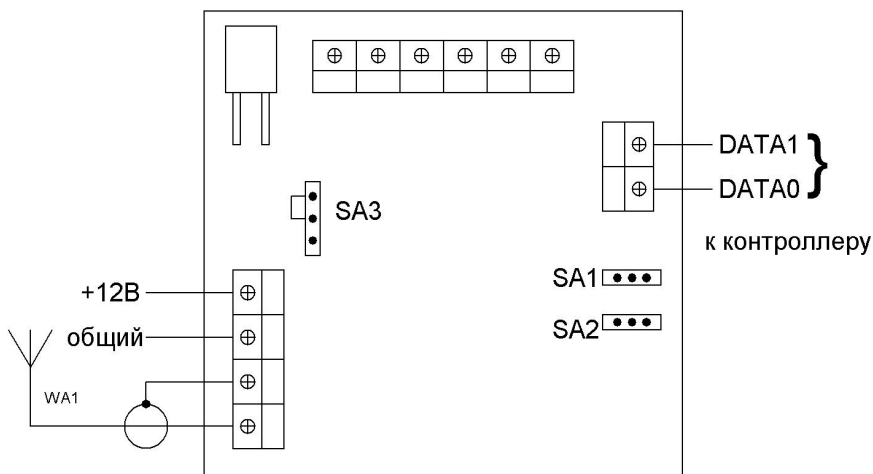 DATA1
DATA0
к контроллеру
SA3
SA1
SA2
+12В
общий
WA1